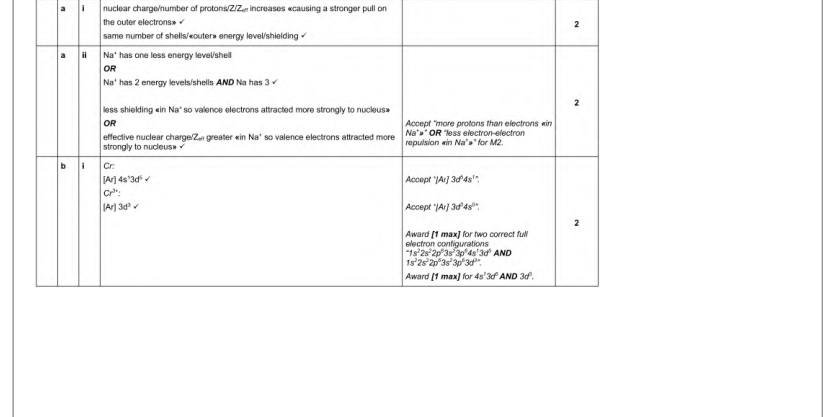 a i nuclear charge/number of protons/Z/Zeff increases «causing a stronger pull on
the outer electrons» ✓
same number of shells/«outer» energy level/shielding ✓
2
a ii Na⁺ has one less energy level/shell
OR
Na⁺ has 2 energy levels/shells AND Na has 3 ✓
less shielding «in Na⁺ so valence electrons attracted more strongly to nucleus»
OR
effective nuclear charge/Zeff greater «in Na⁺ so valence electrons attracted more
strongly to nucleus» ✓
Accept "more protons than electrons «in
Na⁺»" OR "less electron-electron
repulsion «in Na⁺»" for M2.
2
b i Cr:
[Ar] 4s¹3d⁵ ✓
Cr³⁺:
[Ar] 3d³ ✓
Accept "[Ar] 3d⁵4s¹".
Accept "[Ar] 3d³4s⁰".
Award [1 max] for two correct full
electron configurations
"1s²2s²2p⁶3s²3p⁶4s¹3d⁵ AND
1s²2s²2p⁶3s²3p⁶3d³".
Award [1 max] for 4s¹3d⁵ AND 3d³.
2